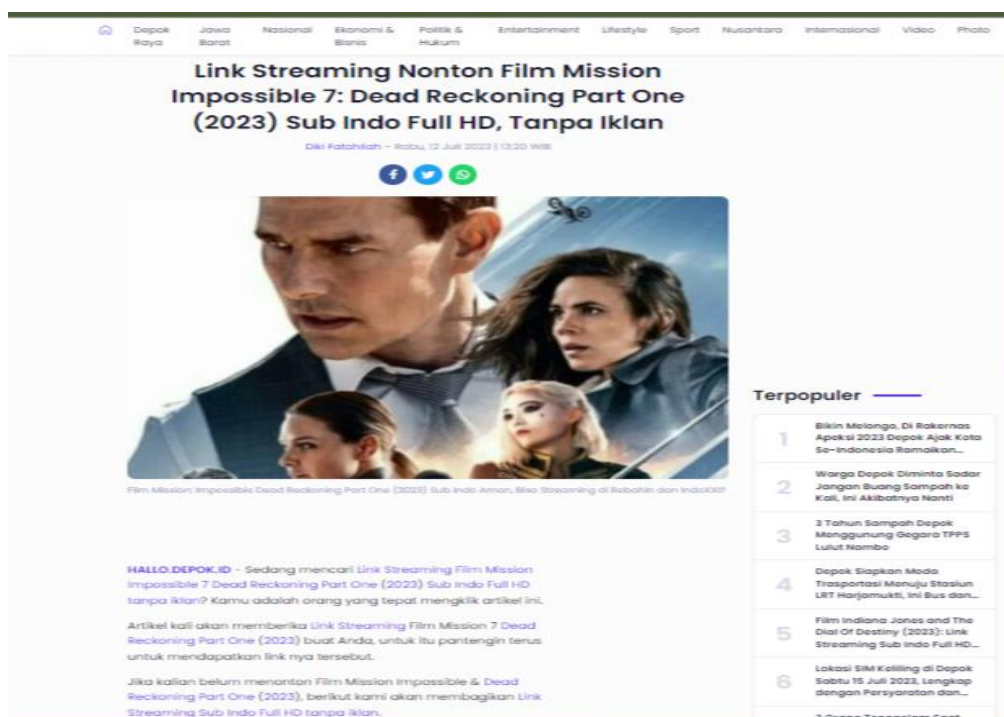 Depok Raya
Jawa Barat
Nasional
Ekonomi & Bisnis
Politik & Hukum
Entertainment
Lifestyle
Sport
Nusantara
Internasional
Video
Photo
Link Streaming Nonton Film Mission
Impossible 7: Dead Reckoning Part One
(2023) Sub Indo Full HD, Tanpa Iklan
Diki Fatahilah - Rabu, 12 Juli 2023 | 13:20 WIB
Film Mission: Impossible Dead Reckoning Part One (2023) Sub Indo Aman, Bisa Streaming di Rebahin dan IndoXXI?
HALLO.DEPOK.ID - Sedang mencari Link Streaming Film Mission
Impossible 7 Dead Reckoning Part One (2023) Sub Indo Full HD
tanpa iklan? Kamu adalah orang yang tepat mengklik artikel ini.
Artikel kali akan memberika Link Streaming Film Mission 7 Dead
Reckoning Part One (2023) buat Anda, untuk itu pantengin terus
untuk mendapatkan link nya tersebut.
Jika kalian belum menonton Film Mission Impossible & Dead
Reckoning Part One (2023), berikut kami akan membagikan Link
Streaming Sub Indo Full HD tanpa iklan.
Terpopuler
1
Bikin Melongo, Di Rakernas
Apeksi 2023 Depok Ajak Kota
Se-Indonesia Ramaikan...
2
Warga Depok Diminta Sadar
Jangan Buang Sampah ke
Kali, Ini Akibatnya Nanti
3
3 Tahun Sampah Depok
Menggunung Gegara TPPS
Lulut Nambo
4
Depok Siapkan Moda
Trasportasi Menuju Stasiun
LRT Harjamukti, Ini Bus dan...
5
Film Indiana Jones and The
Dial Of Destiny (2023): Link
Streaming Sub Indo Full HD...
6
Lokasi SIM Keliling di Depok
Sabtu 15 Juli 2023, Lengkap
dengan Persyaratan dan...